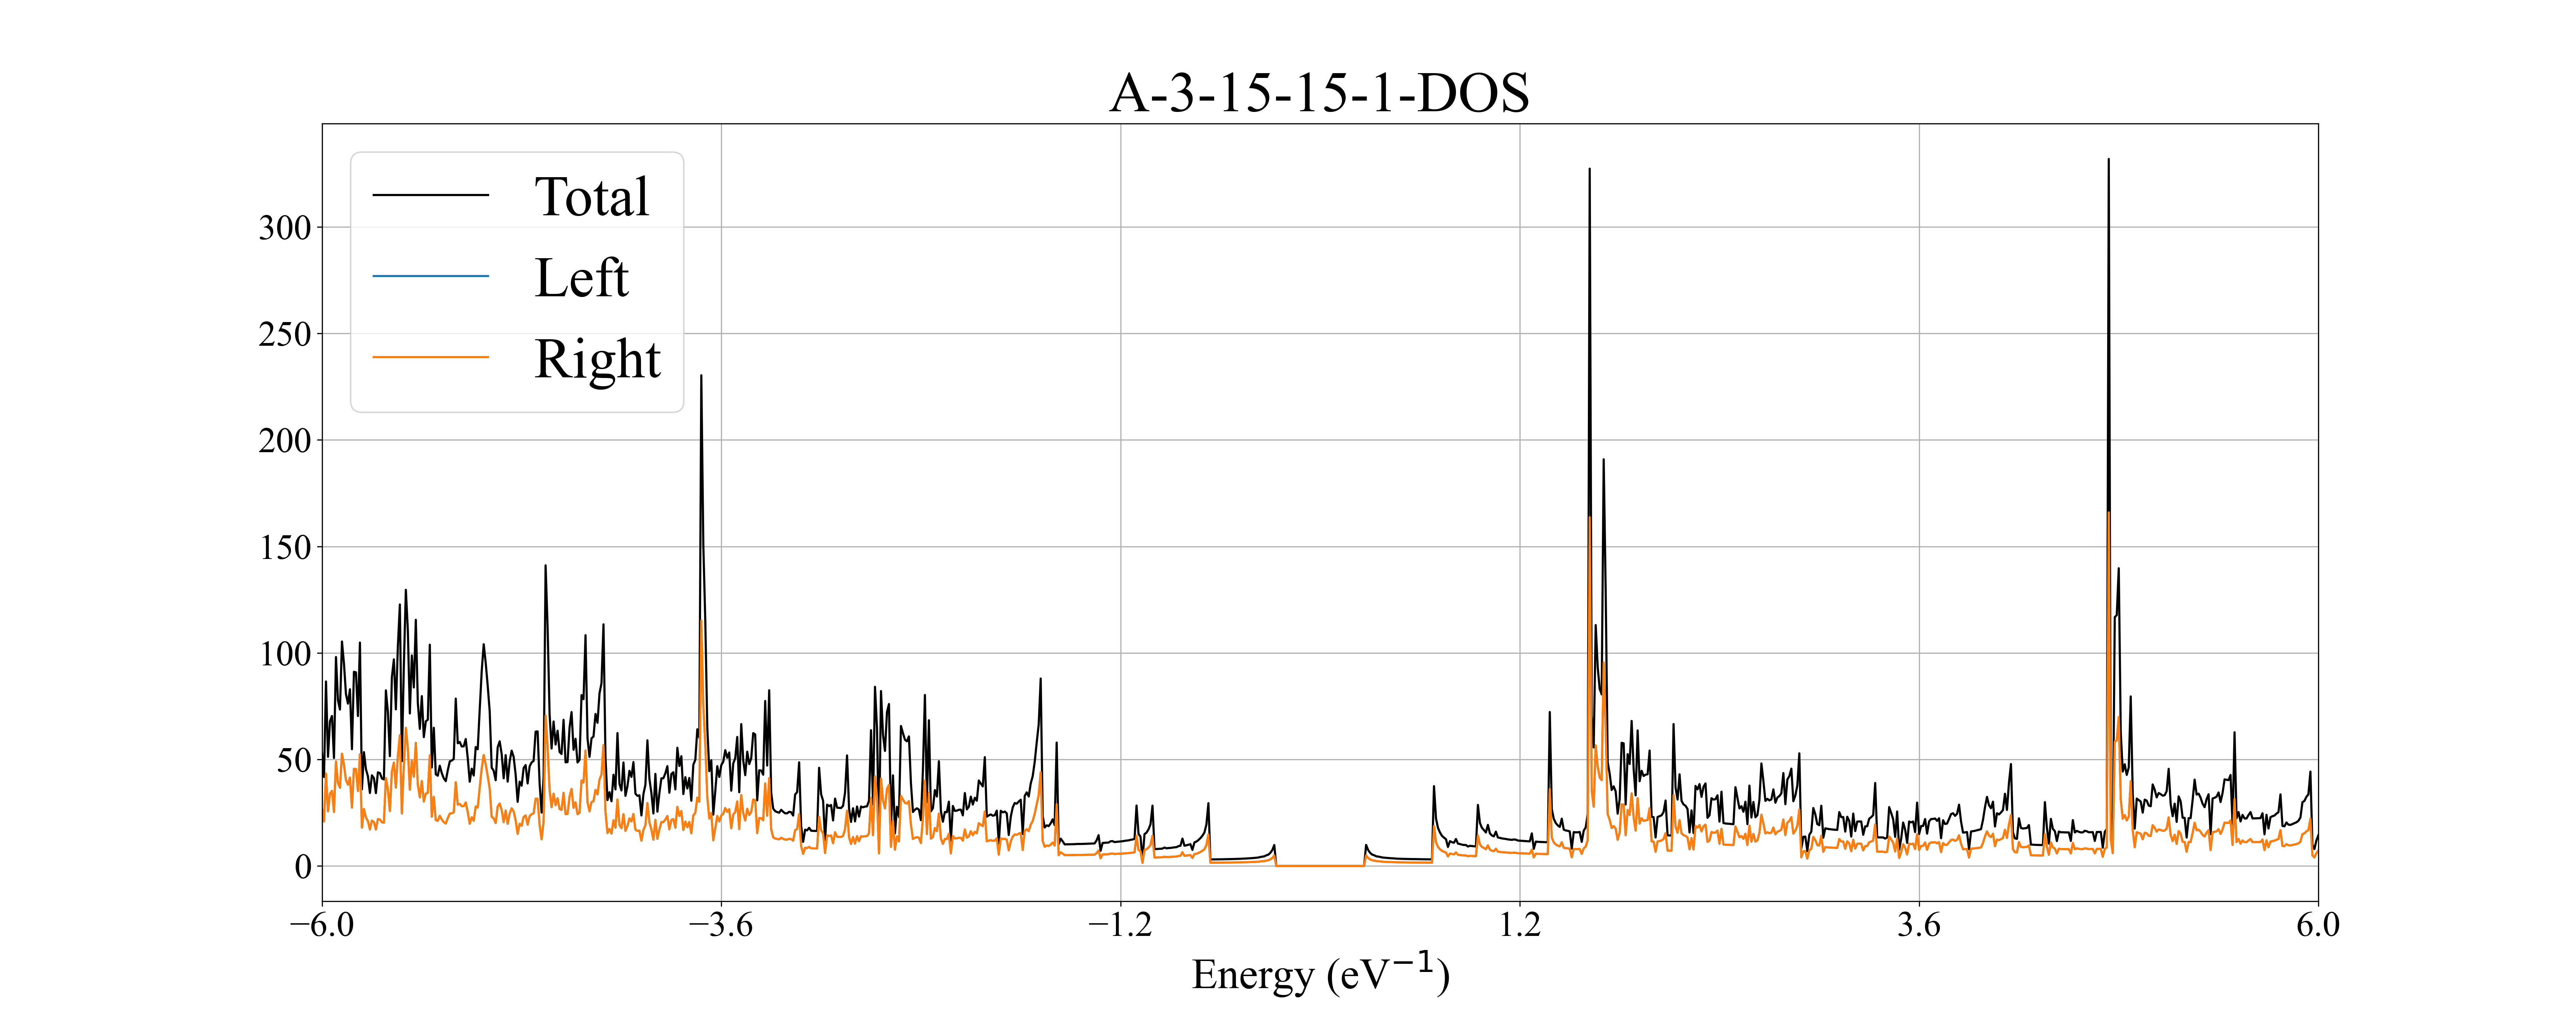 A-3-15-15-1-DOS
Total
Left
Right
300
250
200
150
100
50
0
−6.0 −3.6 −1.2 1.2 3.6 6.0
Energy (eV⁻¹)